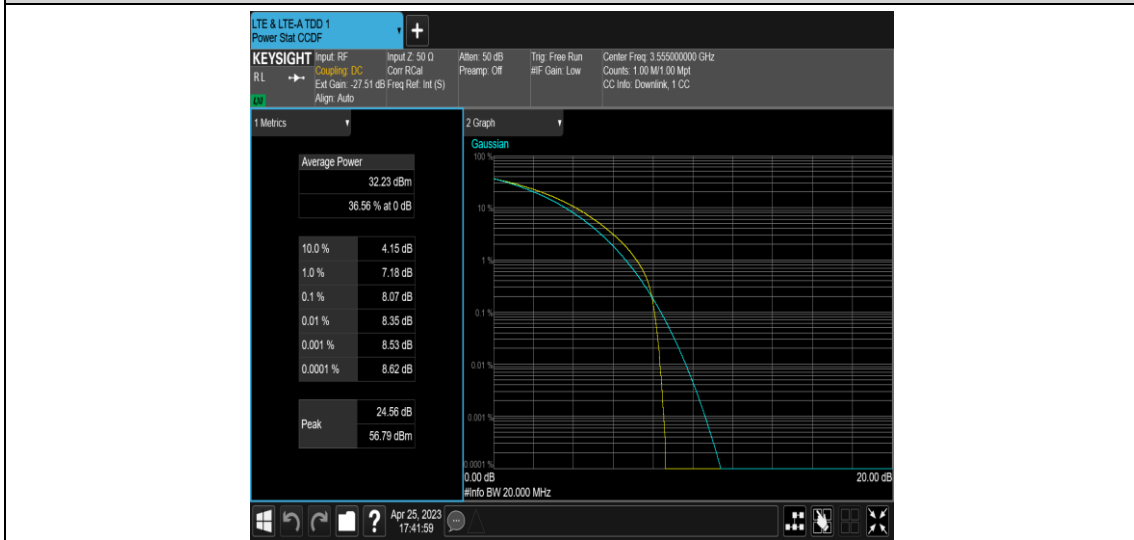 LTE & LTE-A TDD 1
Power Stat CCDF
KEYSIGHT
RL
LXI
Input: RF
Coupling: DC
Ext Gain: -27.51 dB
Align: Auto
Input Z: 50 Ω
Corr RCal
Freq Ref: Int (S)
Atten: 50 dB
Preamp: Off
Trig: Free Run
#IF Gain: Low
Center Freq: 3.555000000 GHz
Counts: 1.00 M/1.00 Mpt
CC Info: Downlink, 1 CC
1 Metrics
Average Power
32.23 dBm
36.56 % at 0 dB
10.0 % 4.15 dB
1.0 % 7.18 dB
0.1 % 8.07 dB
0.01 % 8.35 dB
0.001 % 8.53 dB
0.0001 % 8.62 dB
Peak
24.56 dB
56.79 dBm
2 Graph
Gaussian
100 %
10 %
1 %
0.1 %
0.01 %
0.001 %
0.0001 %
0.00 dB 20.00 dB
#Info BW 20.000 MHz
? Apr 25, 2023
17:41:59